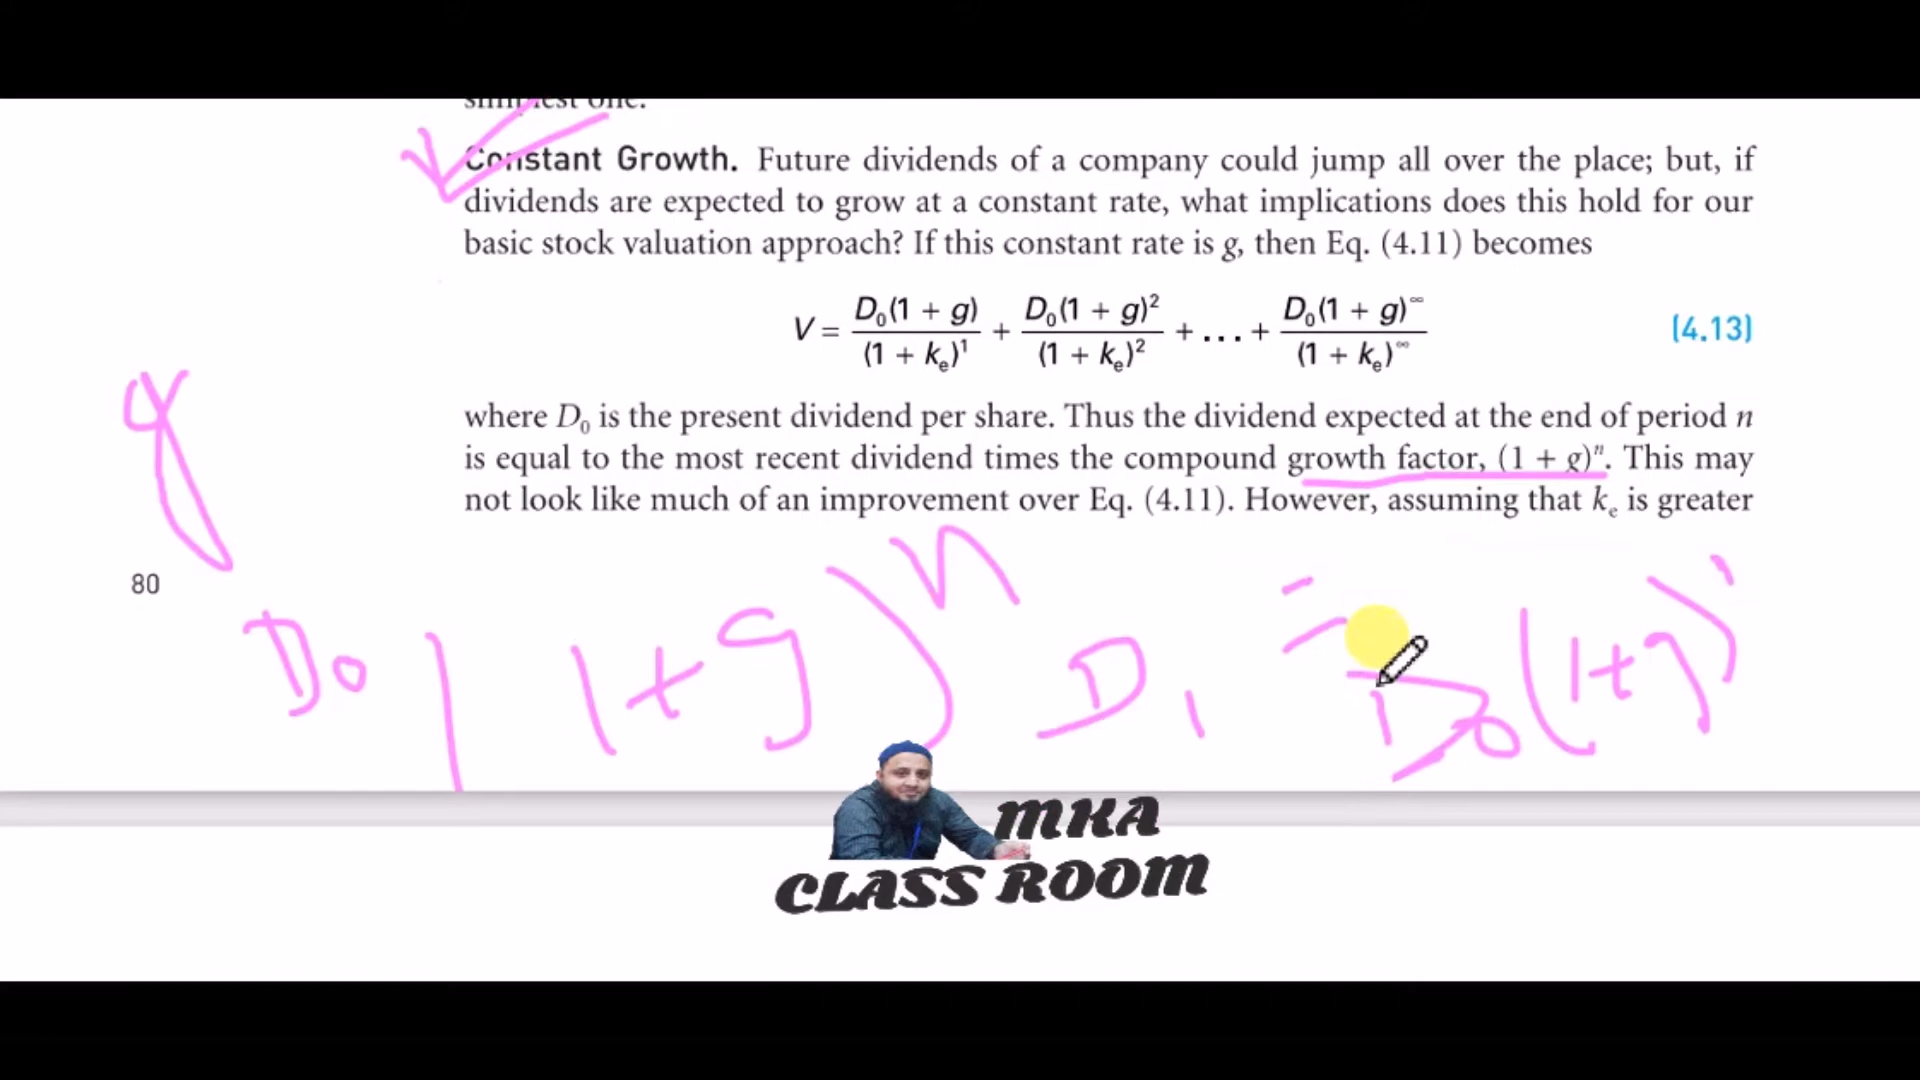 simplest one.
Constant Growth. Future dividends of a company could jump all over the place; but, if
dividends are expected to grow at a constant rate, what implications does this hold for our
basic stock valuation approach? If this constant rate is g, then Eq. (4.11) becomes
V = D₀(1 + g)/(1 + kₑ)¹ + D₀(1 + g)²/(1 + kₑ)² + . . . + D₀(1 + g)^∞/(1 + kₑ)^∞ (4.13)
where D₀ is the present dividend per share. Thus the dividend expected at the end of period n
is equal to the most recent dividend times the compound growth factor, (1 + g)ⁿ. This may
not look like much of an improvement over Eq. (4.11). However, assuming that kₑ is greater
g
80
D₀ (1+g)ⁿ D₁ = D₀(1+g)¹
MKA
CLASS ROOM